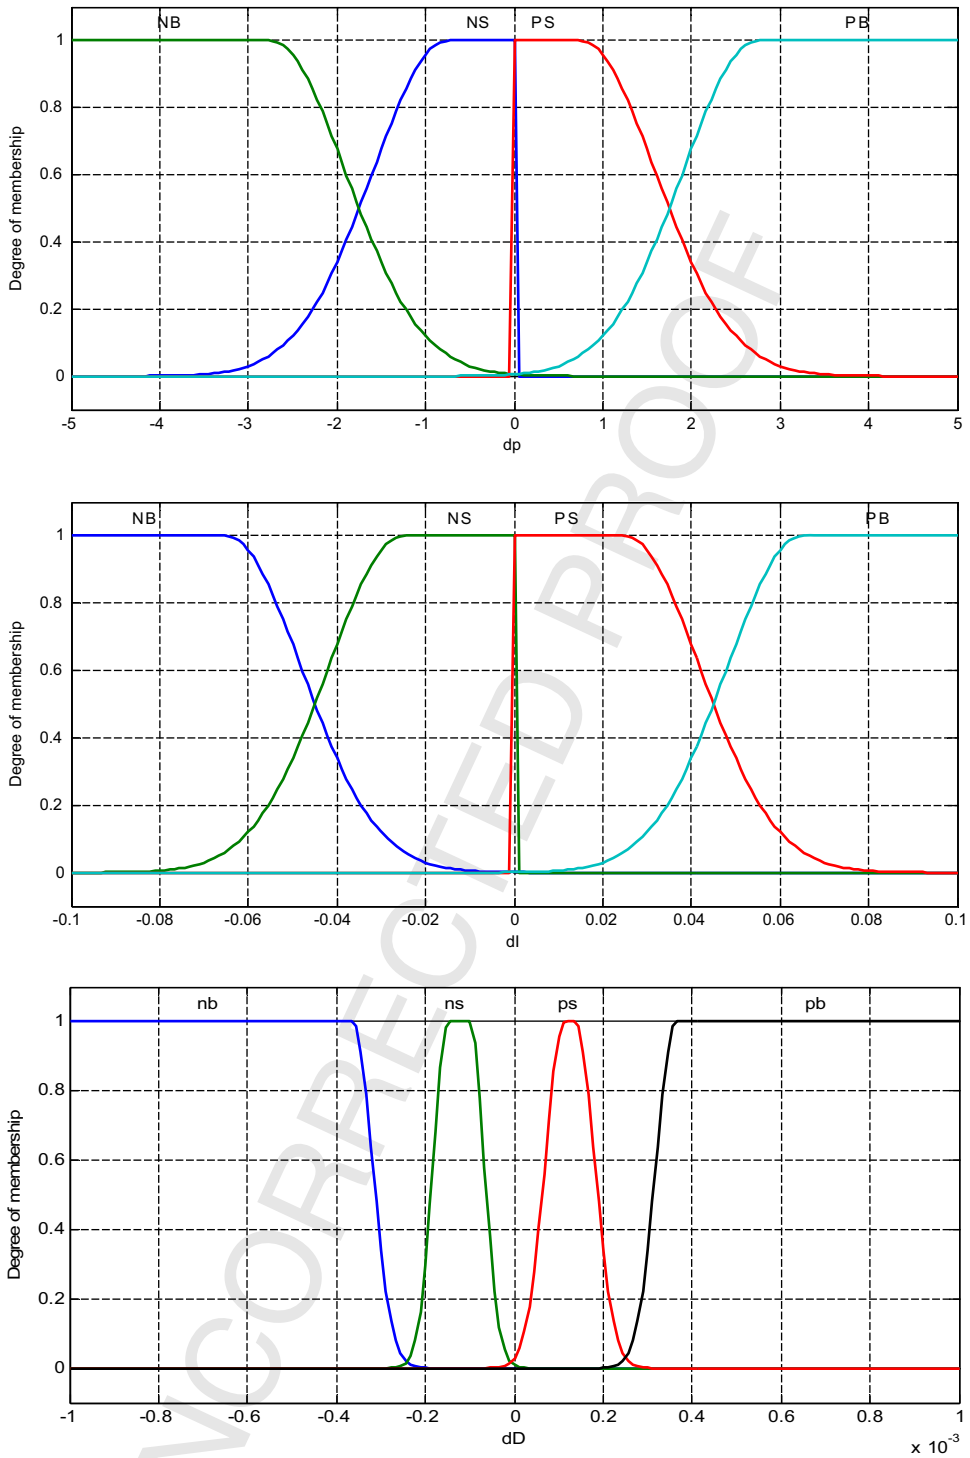 NB NS PS PB
1
0.8
0.6
0.4
0.2
0
Degree of membership
-5 -4 -3 -2 -1 0 1 2 3 4 5
dp
NB NS PS PB
1
0.8
0.6
0.4
0.2
0
Degree of membership
-0.1 -0.08 -0.06 -0.04 -0.02 0 0.02 0.04 0.06 0.08 0.1
dI
nb ns ps pb
1
0.8
0.6
0.4
0.2
0
Degree of membership
-1 -0.8 -0.6 -0.4 -0.2 0 0.2 0.4 0.6 0.8 1
dD
x 10⁻³
NCORRECTED PROOF